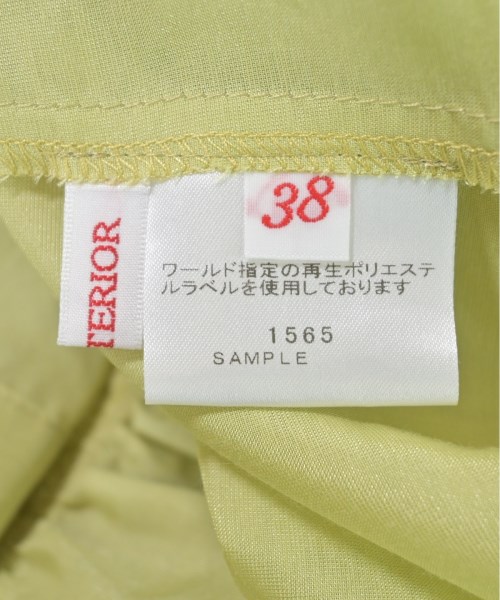 TERIOR
38
ワールド指定の再生ポリエステ
ルラベルを使用しております
1565
SAMPLE